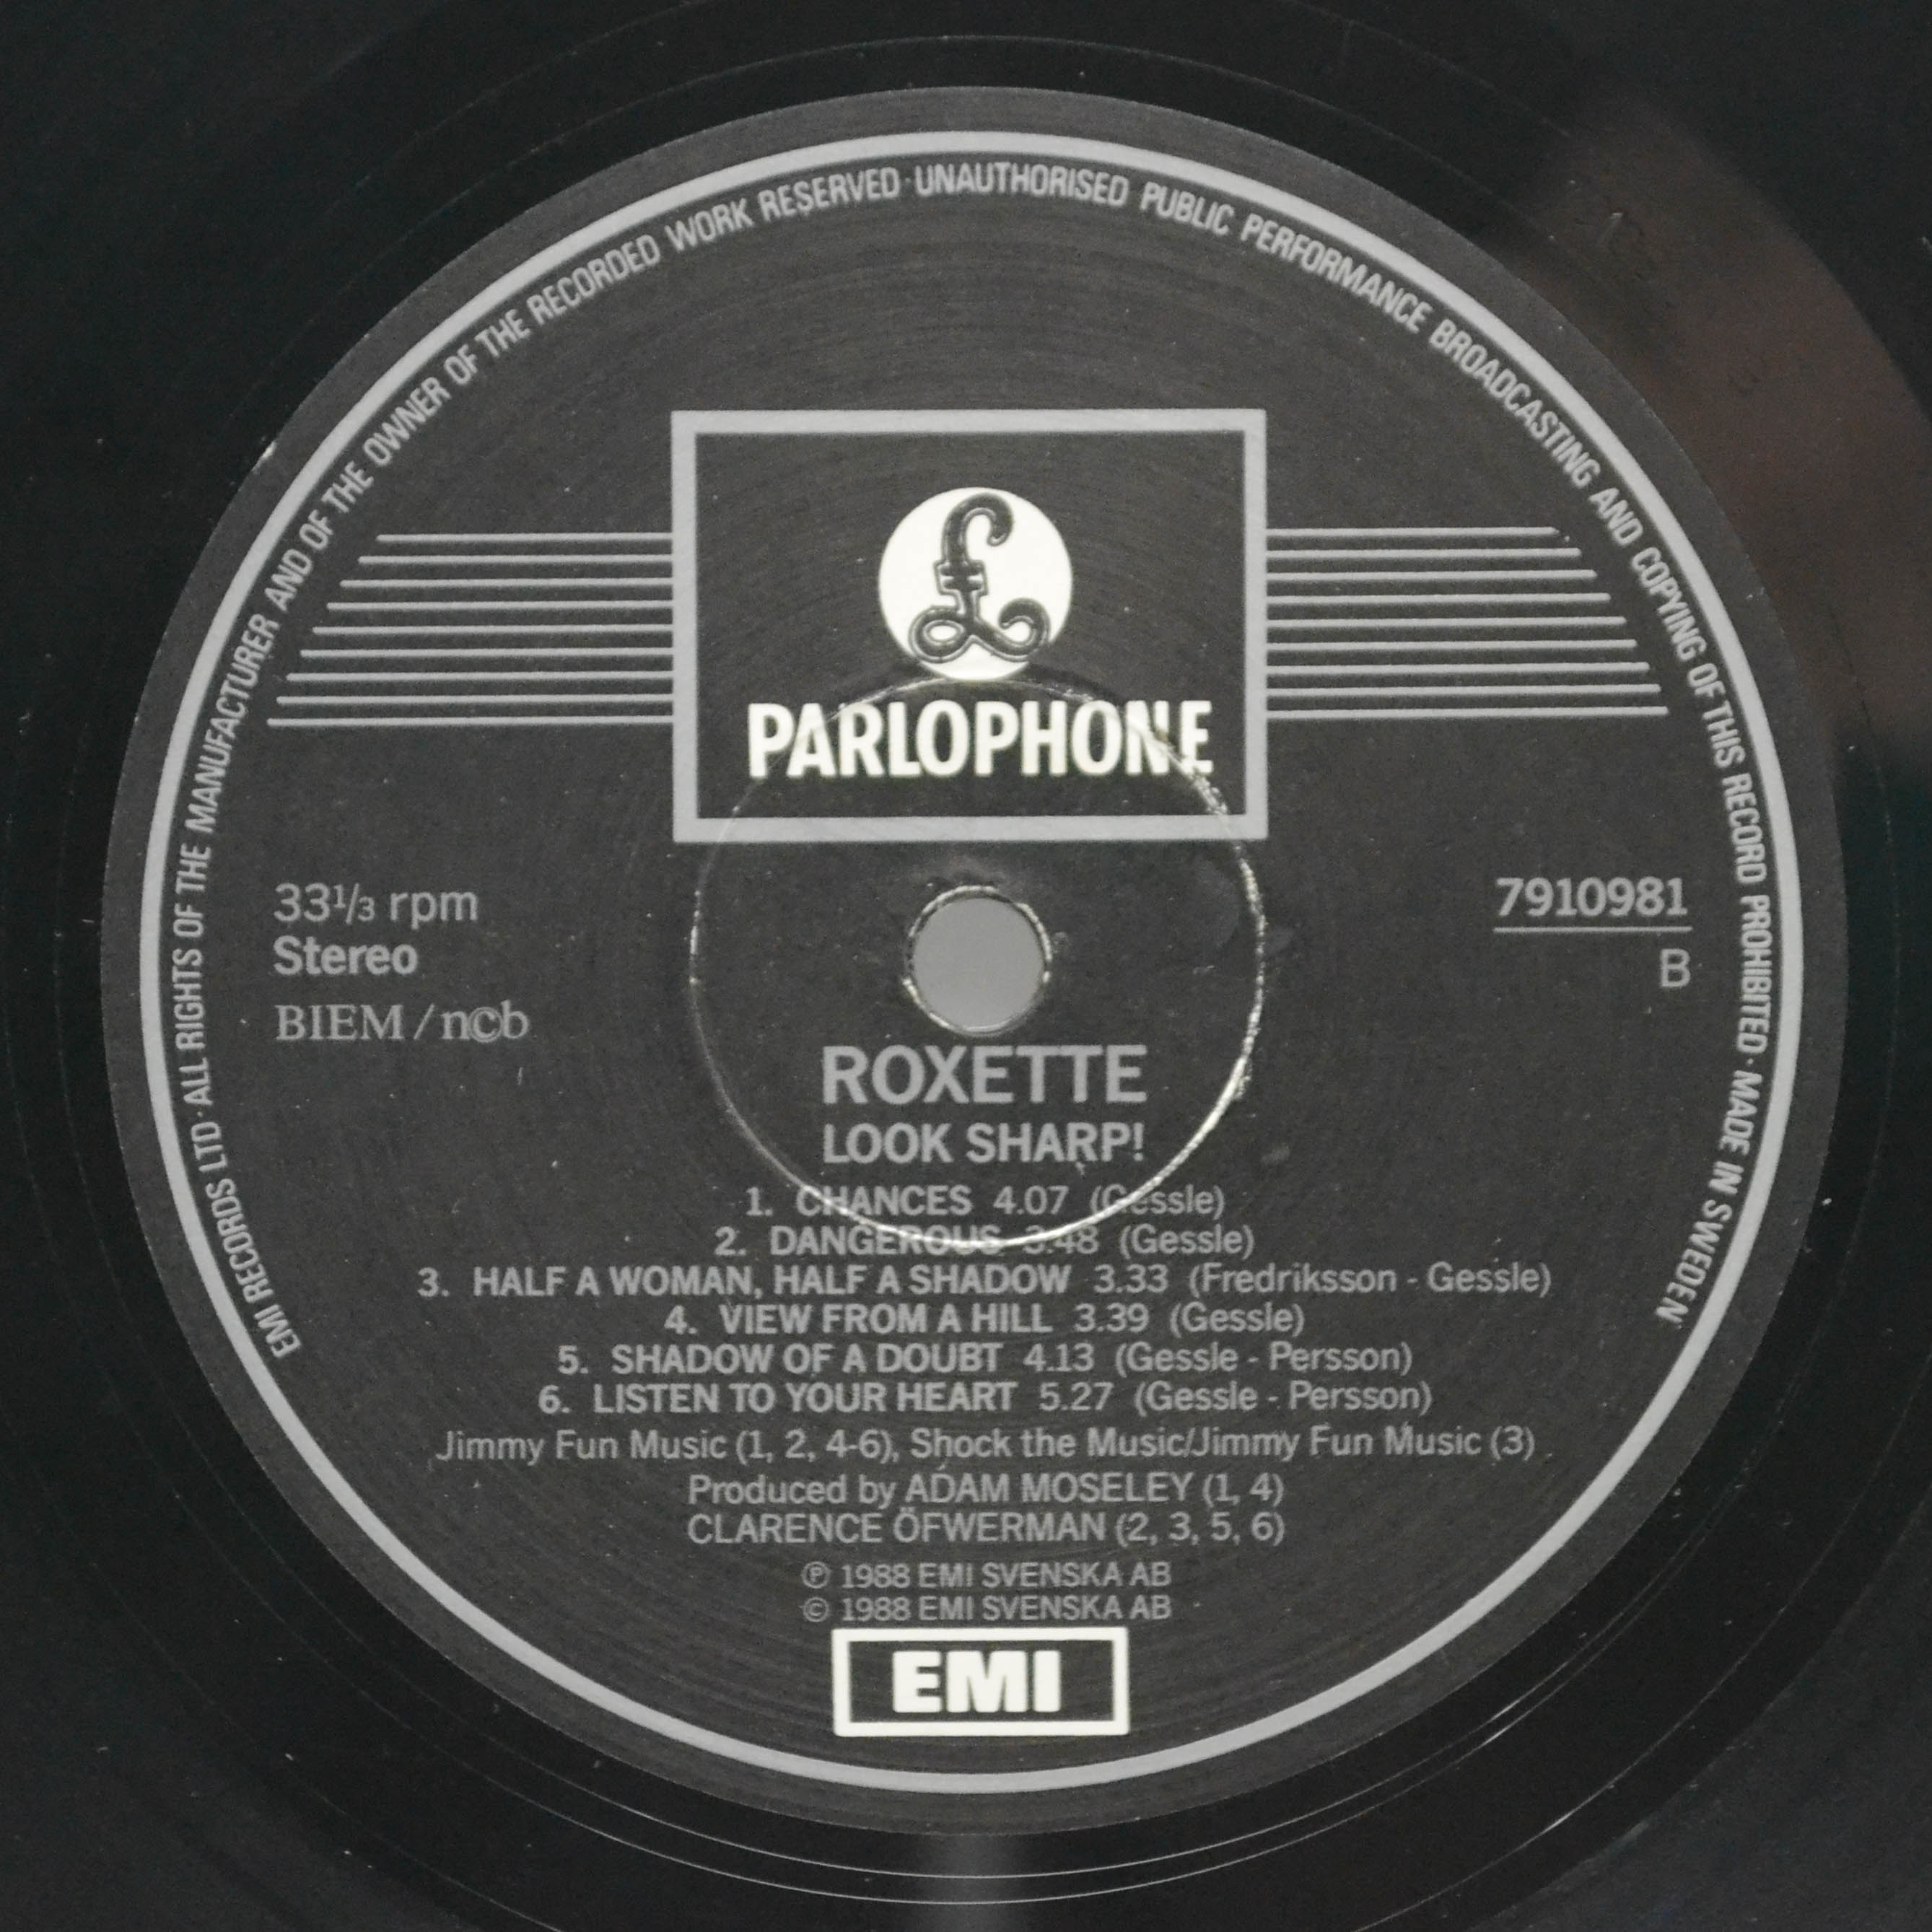 EMI RECORDS LTD · ALL RIGHTS OF THE MANUFACTURER AND OF THE OWNER OF THE RECORDED WORK RESERVED · UNAUTHORISED PUBLIC PERFORMANCE BROADCASTING AND COPYING OF THIS RECORD PROHIBITED · MADE IN SWEDEN
£
PARLOPHONE
33 1/3 rpm
Stereo
BIEM / n©b
7910981
B
ROXETTE
LOOK SHARP!
1. CHANCES 4.07 (Gessle)
2. DANGEROUS 3.48 (Gessle)
3. HALF A WOMAN, HALF A SHADOW 3.33 (Fredriksson - Gessle)
4. VIEW FROM A HILL 3.39 (Gessle)
5. SHADOW OF A DOUBT 4.13 (Gessle - Persson)
6. LISTEN TO YOUR HEART 5.27 (Gessle - Persson)
Jimmy Fun Music (1, 2, 4-6), Shock the Music/Jimmy Fun Music (3)
Produced by ADAM MOSELEY (1, 4)
CLARENCE ÖFWERMAN (2, 3, 5, 6)
℗ 1988 EMI SVENSKA AB
© 1988 EMI SVENSKA AB
EMI